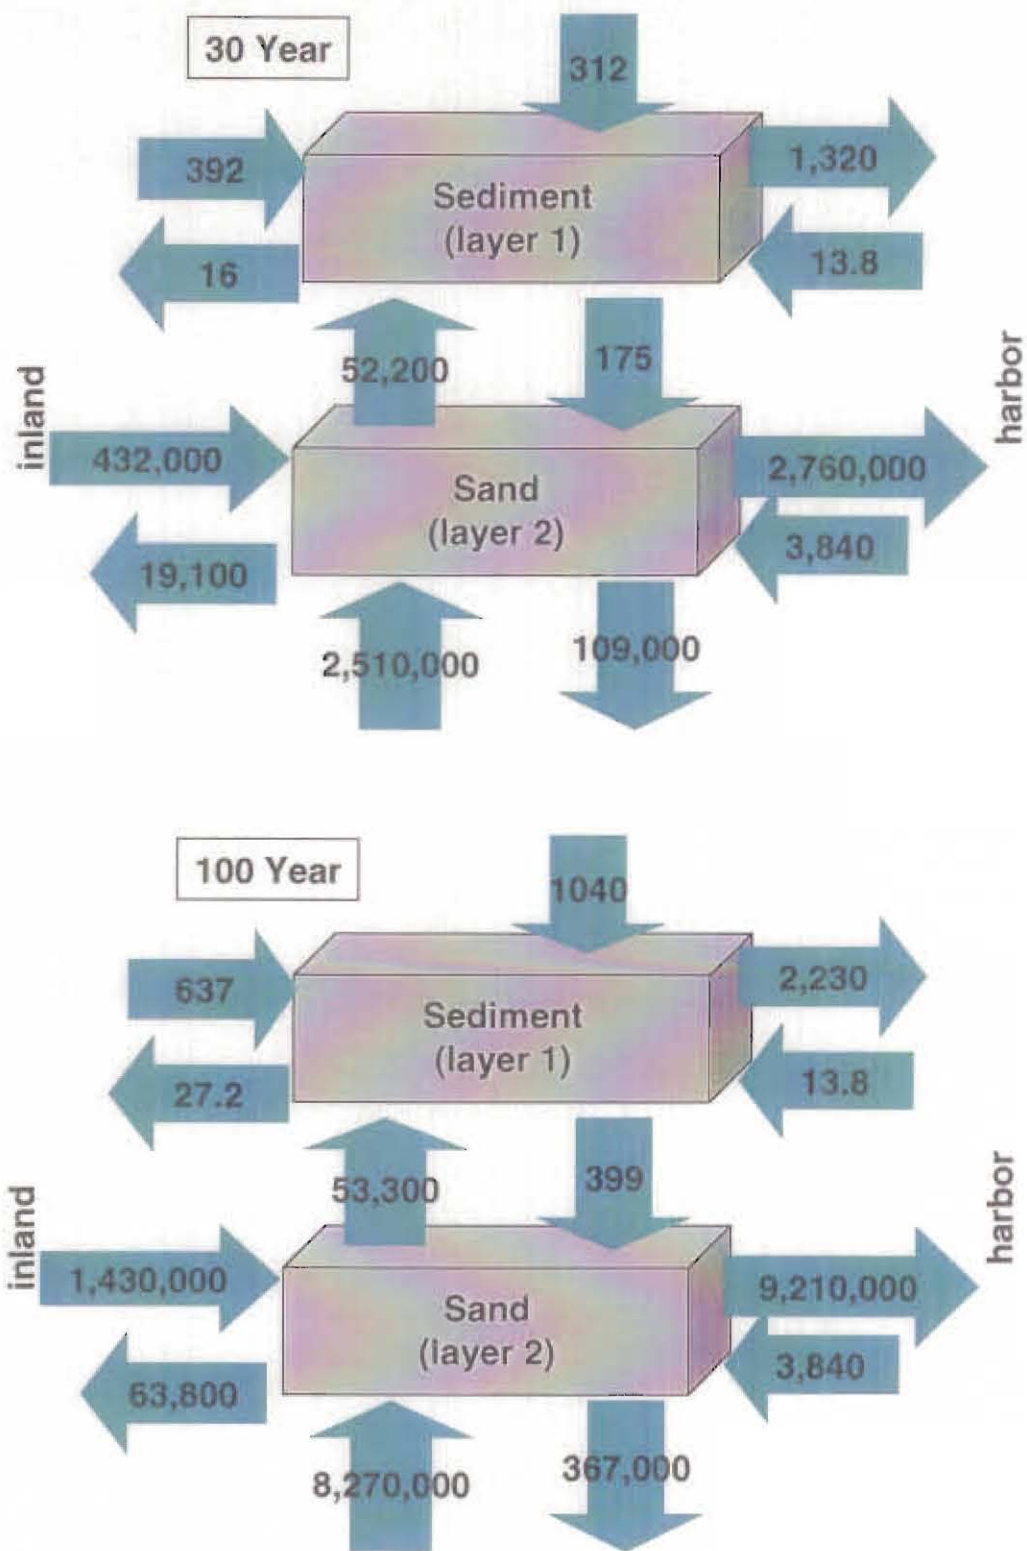 30 Year
312
392
1,320
Sediment
(layer 1)
16
13.8
52,200
175
inland
harbor
432,000
2,760,000
Sand
(layer 2)
19,100
3,840
2,510,000
109,000
100 Year
1040
637
2,230
Sediment
(layer 1)
27.2
13.8
53,300
399
inland
harbor
1,430,000
9,210,000
Sand
(layer 2)
63,800
3,840
8,270,000
367,000